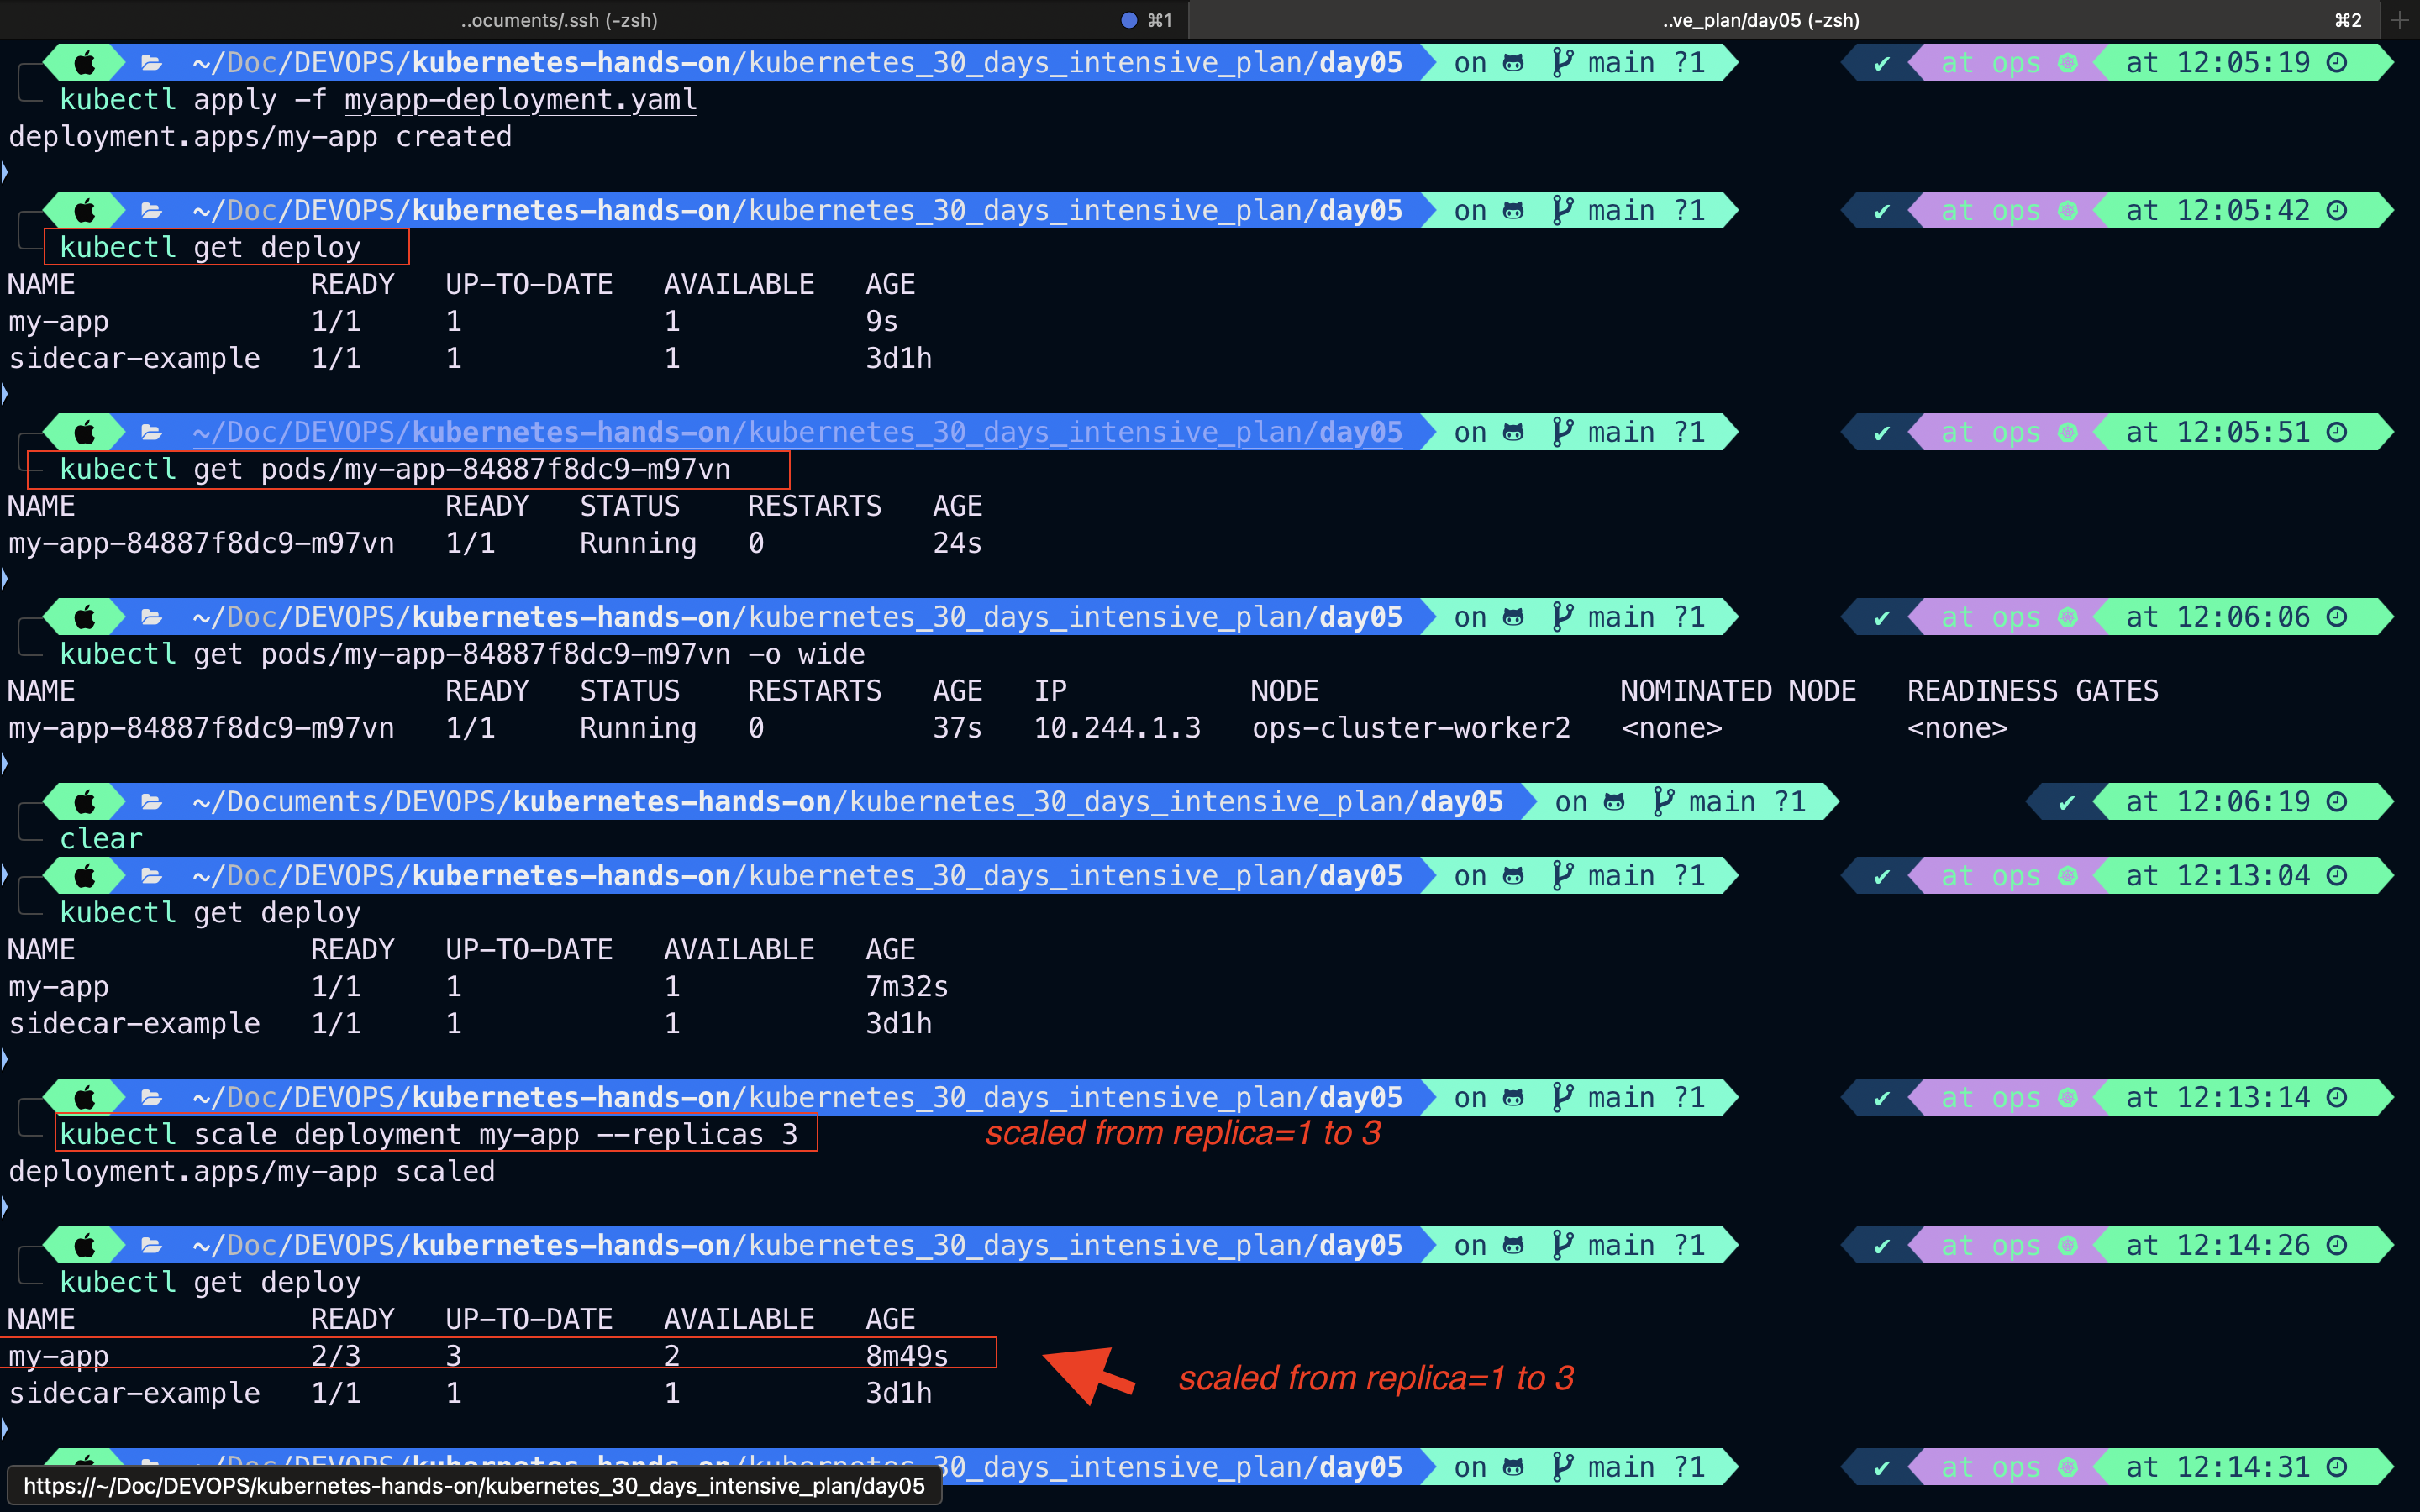 ..ocuments/.ssh (-zsh) ⌘1 ..ve_plan/day05 (-zsh) ⌘2
~/Doc/DEVOPS/kubernetes-hands-on/kubernetes_30_days_intensive_plan/day05 on main ?1 ✔ at ops at 12:05:19
kubectl apply -f myapp-deployment.yaml
deployment.apps/my-app created
~/Doc/DEVOPS/kubernetes-hands-on/kubernetes_30_days_intensive_plan/day05 on main ?1 ✔ at ops at 12:05:42
kubectl get deploy
NAME READY UP-TO-DATE AVAILABLE AGE
my-app 1/1 1 1 9s
sidecar-example 1/1 1 1 3d1h
~/Doc/DEVOPS/kubernetes-hands-on/kubernetes_30_days_intensive_plan/day05 on main ?1 ✔ at ops at 12:05:51
kubectl get pods/my-app-84887f8dc9-m97vn
NAME READY STATUS RESTARTS AGE
my-app-84887f8dc9-m97vn 1/1 Running 0 24s
~/Doc/DEVOPS/kubernetes-hands-on/kubernetes_30_days_intensive_plan/day05 on main ?1 ✔ at ops at 12:06:06
kubectl get pods/my-app-84887f8dc9-m97vn -o wide
NAME READY STATUS RESTARTS AGE IP NODE NOMINATED NODE READINESS GATES
my-app-84887f8dc9-m97vn 1/1 Running 0 37s 10.244.1.3 ops-cluster-worker2 <none> <none>
~/Documents/DEVOPS/kubernetes-hands-on/kubernetes_30_days_intensive_plan/day05 on main ?1 ✔ at 12:06:19
clear
~/Doc/DEVOPS/kubernetes-hands-on/kubernetes_30_days_intensive_plan/day05 on main ?1 ✔ at ops at 12:13:04
kubectl get deploy
NAME READY UP-TO-DATE AVAILABLE AGE
my-app 1/1 1 1 7m32s
sidecar-example 1/1 1 1 3d1h
~/Doc/DEVOPS/kubernetes-hands-on/kubernetes_30_days_intensive_plan/day05 on main ?1 ✔ at ops at 12:13:14
kubectl scale deployment my-app --replicas 3 scaled from replica=1 to 3
deployment.apps/my-app scaled
~/Doc/DEVOPS/kubernetes-hands-on/kubernetes_30_days_intensive_plan/day05 on main ?1 ✔ at ops at 12:14:26
kubectl get deploy
NAME READY UP-TO-DATE AVAILABLE AGE
my-app 2/3 3 2 8m49s
scaled from replica=1 to 3
sidecar-example 1/1 1 1 3d1h
30_days_intensive_plan/day05 on main ?1 ✔ at ops at 12:14:31
https://~/Doc/DEVOPS/kubernetes-hands-on/kubernetes_30_days_intensive_plan/day05